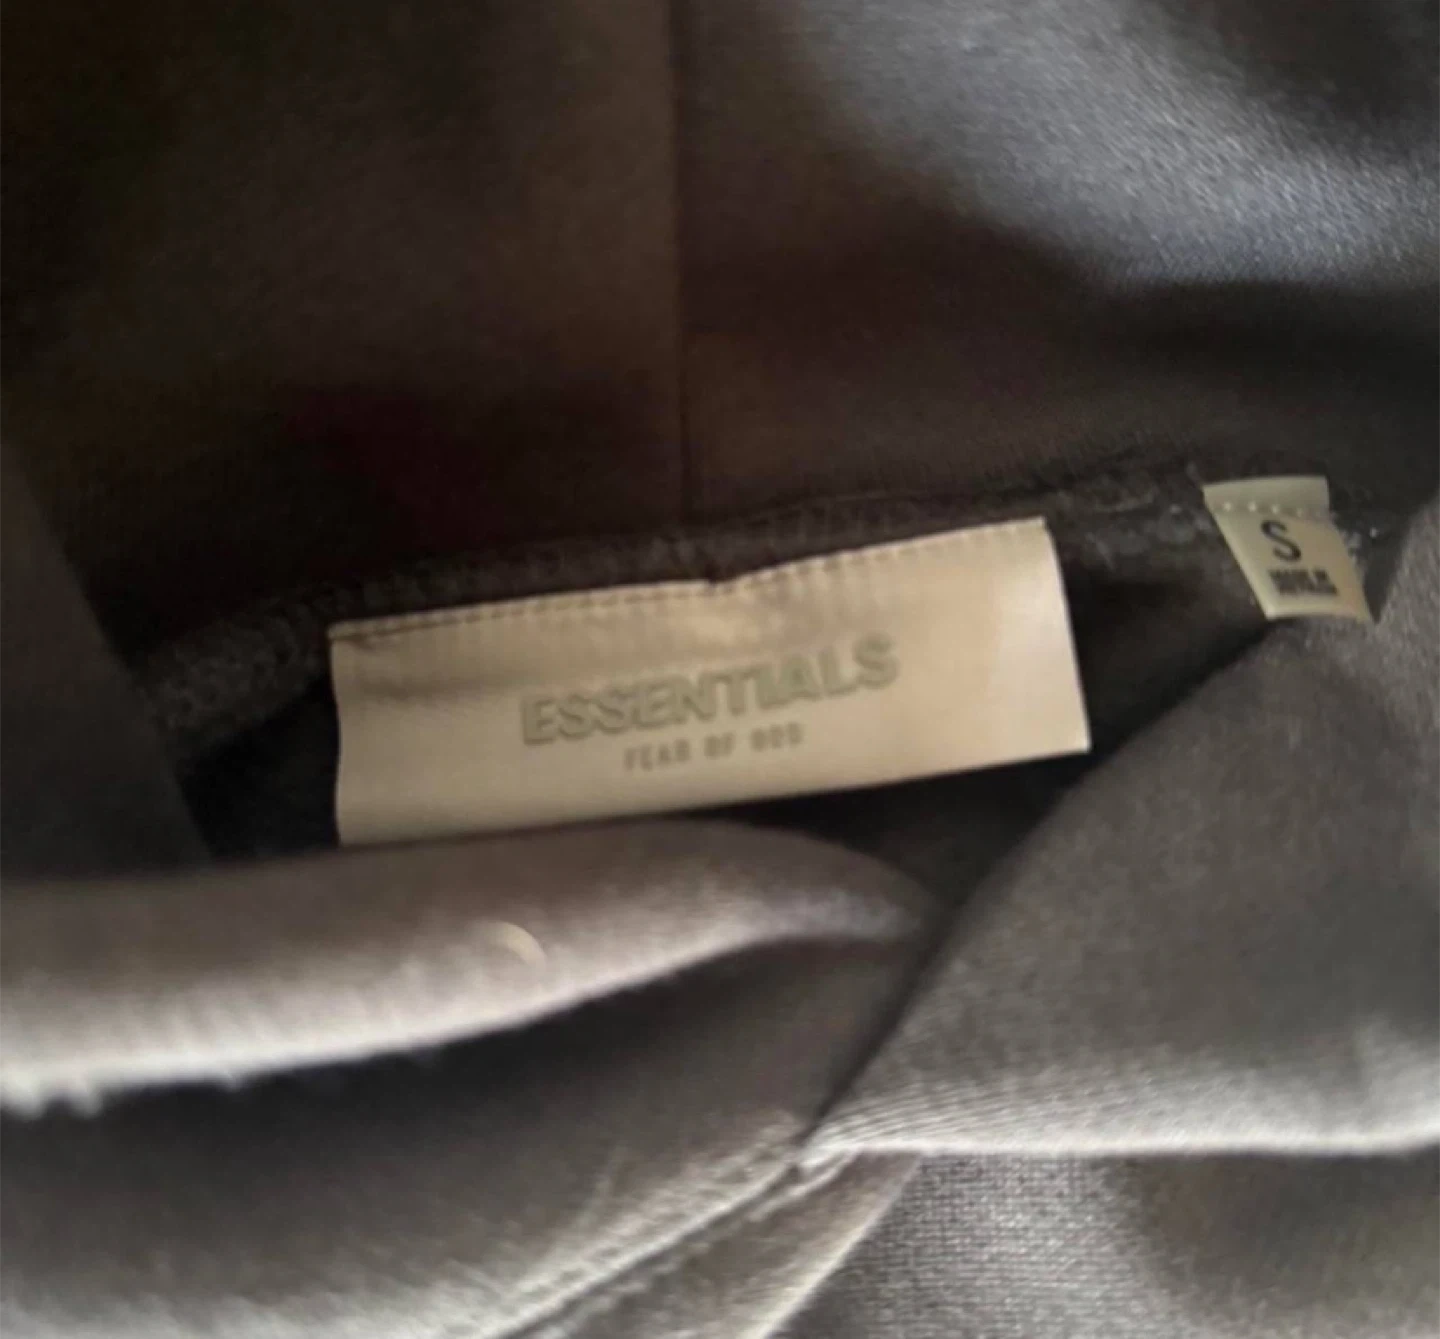 ESSENTIALS
FEAR OF GOD
S